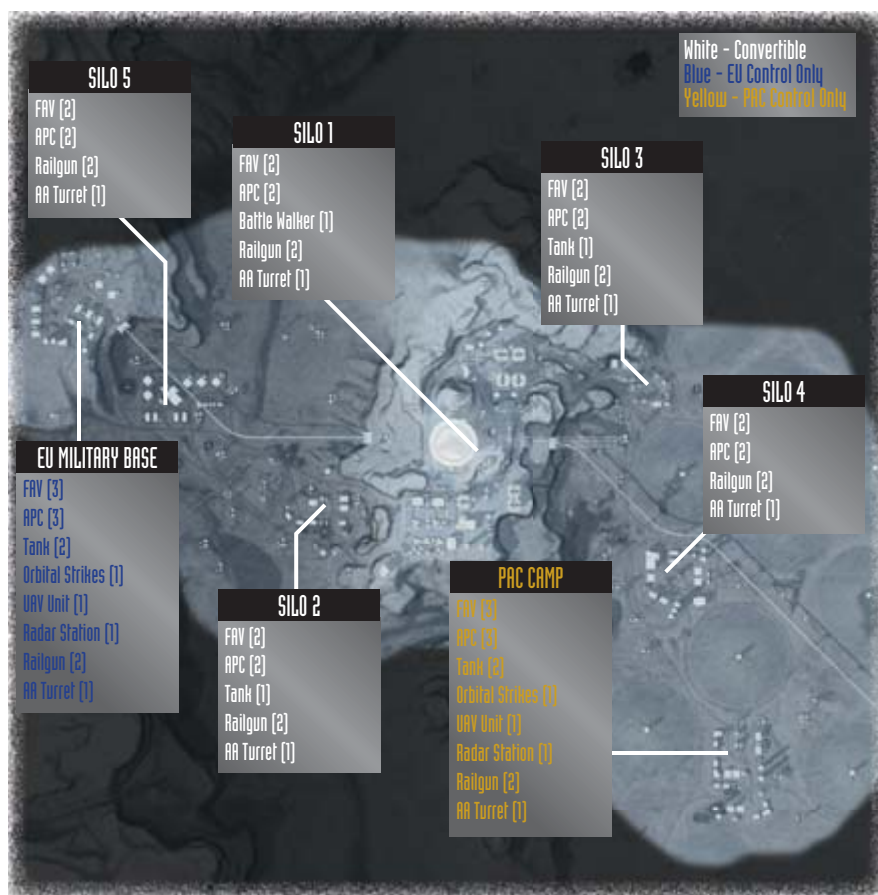 White - Convertible
Blue - EU Control Only
Yellow - PAC Control Only
SILO 5
FAV (2)
APC (2)
Railgun (2)
AA Turret (1)
SILO 1
FAV (2)
APC (2)
Battle Walker (1)
Railgun (2)
AA Turret (1)
SILO 3
FAV (2)
APC (2)
Tank (1)
Railgun (2)
AA Turret (1)
SILO 4
FAV (2)
APC (2)
Railgun (2)
AA Turret (1)
EU MILITARY BASE
FAV (3)
APC (3)
Tank (2)
Orbital Strikes (1)
UAV Unit (1)
Radar Station (1)
Railgun (2)
AA Turret (1)
SILO 2
FAV (2)
APC (2)
Tank (1)
Railgun (2)
AA Turret (1)
PAC CAMP
FAV (3)
APC (3)
Tank (2)
Orbital Strikes (1)
UAV Unit (1)
Radar Station (1)
Railgun (2)
AA Turret (1)